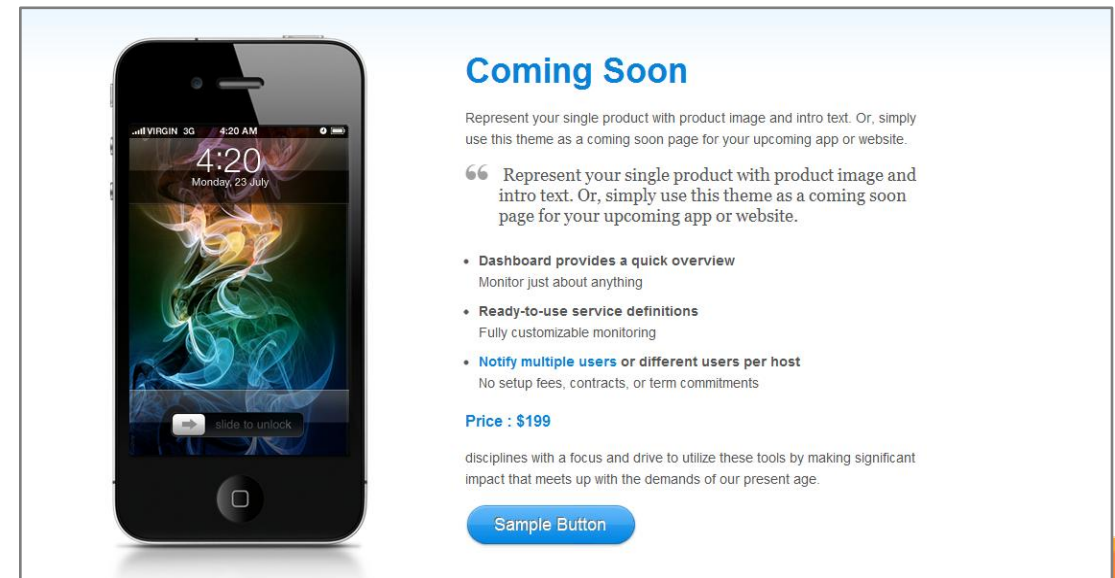 VIRGIN 3G 4:20 AM
4:20
Monday, 23 July
slide to unlock
Coming Soon
Represent your single product with product image and intro text. Or, simply
use this theme as a coming soon page for your upcoming app or website.
“ Represent your single product with product image and
intro text. Or, simply use this theme as a coming soon
page for your upcoming app or website.
• Dashboard provides a quick overview
Monitor just about anything
• Ready-to-use service definitions
Fully customizable monitoring
• Notify multiple users or different users per host
No setup fees, contracts, or term commitments
Price : $199
disciplines with a focus and drive to utilize these tools by making significant
impact that meets up with the demands of our present age.
Sample Button